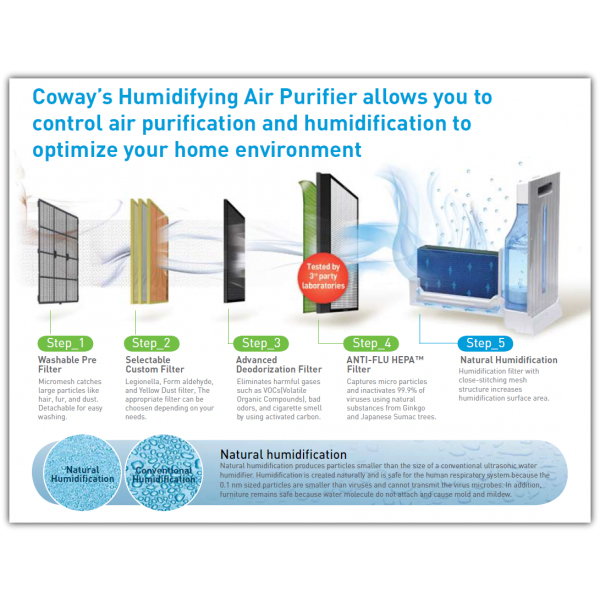 Coway's Humidifying Air Purifier allows you to
control air purification and humidification to
optimize your home environment
Tested by
3rd party
laboratories
Step_1
Washable Pre
Filter
Micromesh catches
large particles like
hair, fur, and dust.
Detachable for easy
washing.
Step_2
Selectable
Custom Filter
Legionella, Form aldehyde,
and Yellow Dust filter, The
appropriate filter can be
choosen depending on your
needs.
Step_3
Advanced
Deodorization Filter
Eliminates harmful gases
such as VOCs(Volatile
Organic Compounds), bad
odors, and cigarette smell
by using activated carbon.
Step_4
ANTI-FLU HEPA™
Filter
Captures micro particles
and inactivates 99.9% of
viruses using natural
substances from Ginkgo
and Japanese Sumac trees.
Step_5
Natural Humidification
Humidification filter with
close-stitching mesh
structure increases
humidification surface area.
Natural
Humidification
Conventional
Humidification
Natural humidification
Natural humidification produces particles smaller than the size of a conventional ultrasonic water
humidifier. Humidification is created naturally and is safe for the human respiratory system because the
0.1 nm sized particles are smaller than viruses and cannot transmit the virus microbes. In addition,
furniture remains safe because water molecule do not attach and cause mold and mildew.